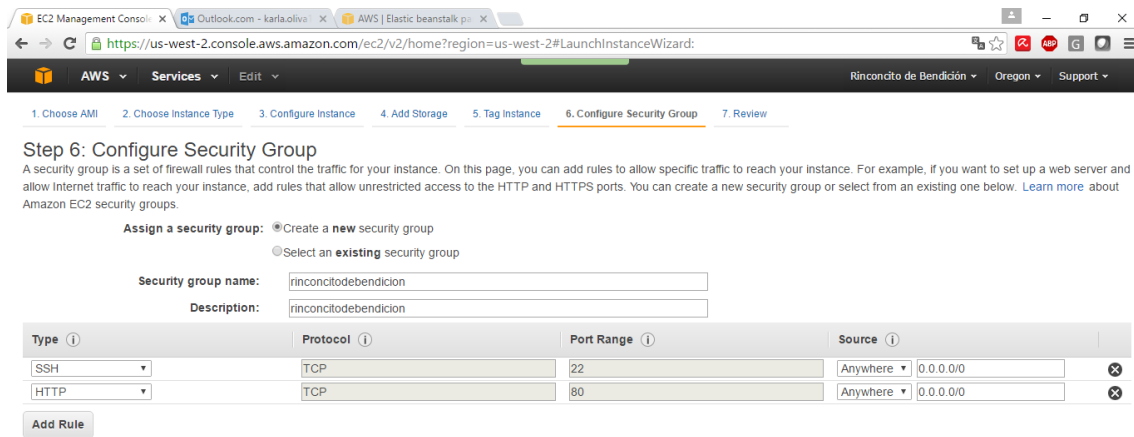 EC2 Management Console
Outlook.com - karla.oliva
AWS | Elastic beanstalk pa
https://us-west-2.console.aws.amazon.com/ec2/v2/home?region=us-west-2#LaunchInstanceWizard:
ABP
G
AWS Services Edit Rinconcito de Bendición Oregon Support
1. Choose AMI 2. Choose Instance Type 3. Configure Instance 4. Add Storage 5. Tag Instance 6. Configure Security Group 7. Review
Step 6: Configure Security Group
A security group is a set of firewall rules that control the traffic for your instance. On this page, you can add rules to allow specific traffic to reach your instance. For example, if you want to set up a web server and
allow Internet traffic to reach your instance, add rules that allow unrestricted access to the HTTP and HTTPS ports. You can create a new security group or select from an existing one below. Learn more about
Amazon EC2 security groups.
Assign a security group: Create a new security group
Select an existing security group
Security group name: rinconcitodebendicion
Description: rinconcitodebendicion
Type i Protocol i Port Range i Source i
SSH TCP 22 Anywhere 0.0.0.0/0
HTTP TCP 80 Anywhere 0.0.0.0/0
Add Rule